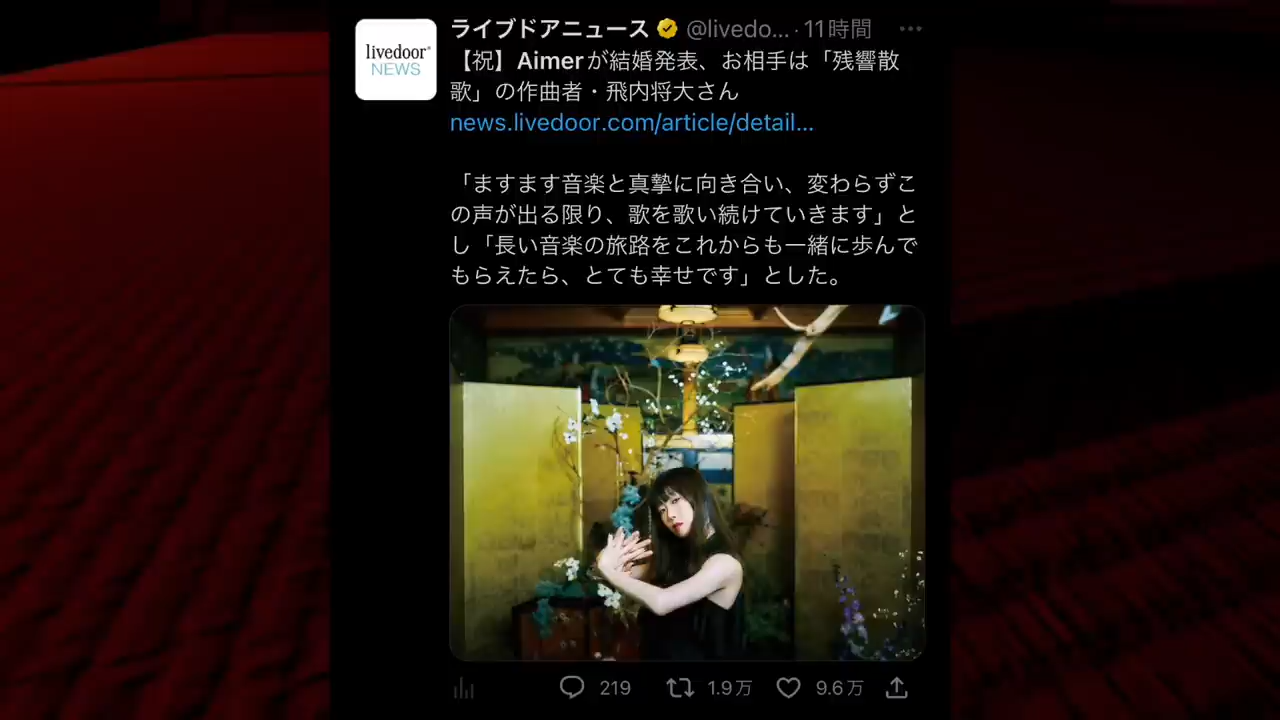 livedoor®
NEWS
ライブドアニュース @livedo... · 11時間
【祝】Aimerが結婚発表、お相手は「残響散
歌」の作曲者・飛内将大さん
news.livedoor.com/article/detail...
「ますます音楽と真摯に向き合い、変わらずこ
の声が出る限り、歌を歌い続けていきます」と
し「長い音楽の旅路をこれからも一緒に歩んで
もらえたら、とても幸せです」とした。
219 1.9万 9.6万